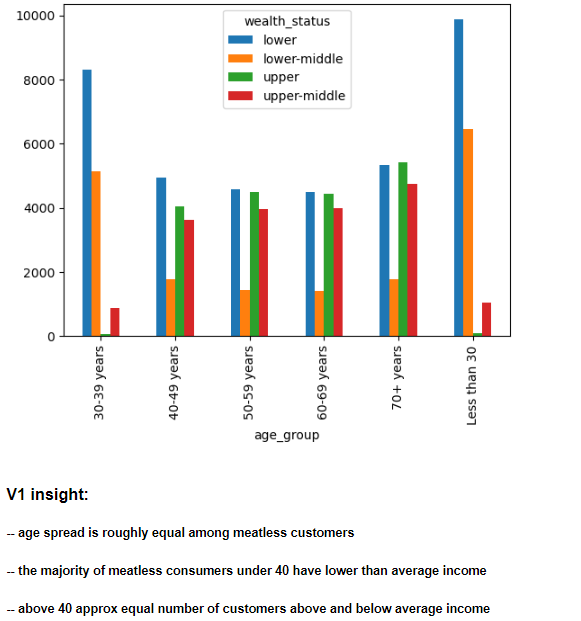 wealth_status
lower
lower-middle
upper
upper-middle
10000
8000
6000
4000
2000
0
30-39 years
40-49 years
50-59 years
60-69 years
70+ years
Less than 30
age_group
V1 insight:
-- age spread is roughly equal among meatless customers
-- the majority of meatless consumers under 40 have lower than average income
-- above 40 approx equal number of customers above and below average income